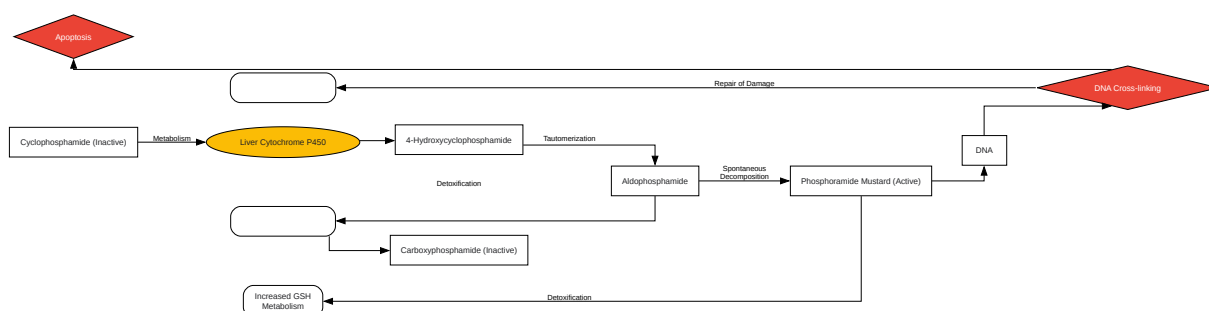 Apoptosis
Repair of Damage
DNA Cross-linking
Cyclophosphamide (Inactive)
Metabolism
Liver Cytochrome P450
4-Hydroxycyclophosphamide
Tautomerization
DNA
Detoxification
Aldophosphamide
Spontaneous
Decomposition
Phosphoramide Mustard (Active)
Carboxyphosphamide (Inactive)
Increased GSH
Metabolism
Detoxification